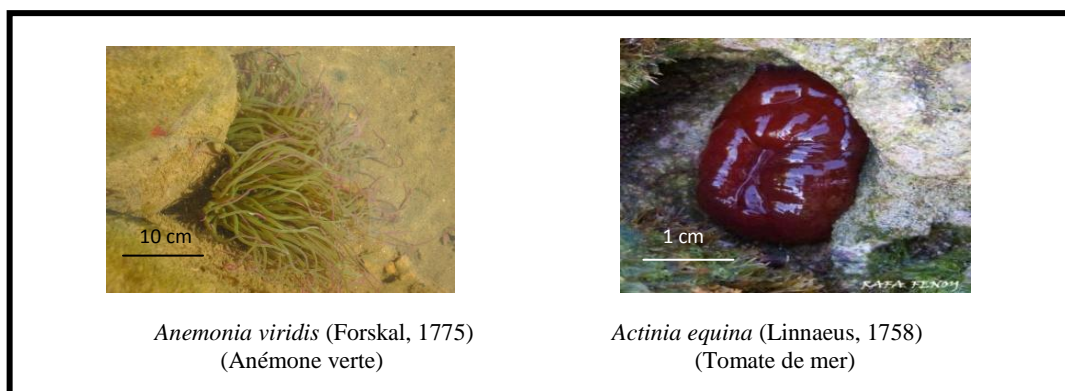 10 cm
1 cm
RAFA FENOY
Anemonia viridis (Forskal, 1775)
(Anémone verte)
Actinia equina (Linnaeus, 1758)
(Tomate de mer)